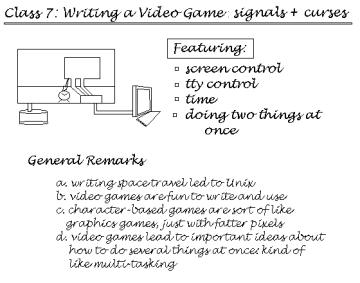 Class 7: Writing a Video Game: signals + curses
Featuring:
▫ screen control
▫ tty control
▫ time
▫ doing two things at
once
General Remarks
a. writing space travel led to Unix
b. video games are fun to write and use
c. character-based games are sort of like
graphics games, just with fatter pixels
d. video games lead to important ideas about
how to do several things at once: kind of
like multi-tasking